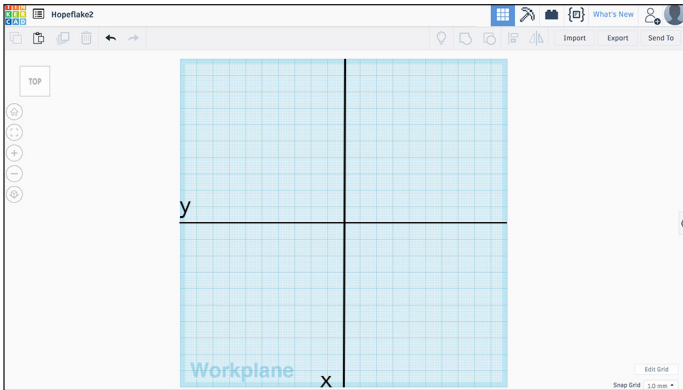 TIN
KER
CAD
Hopeflake2
What's New
Import Export Send To
TOP
y
Workplane
x
Edit Grid
Snap Grid 1.0 mm